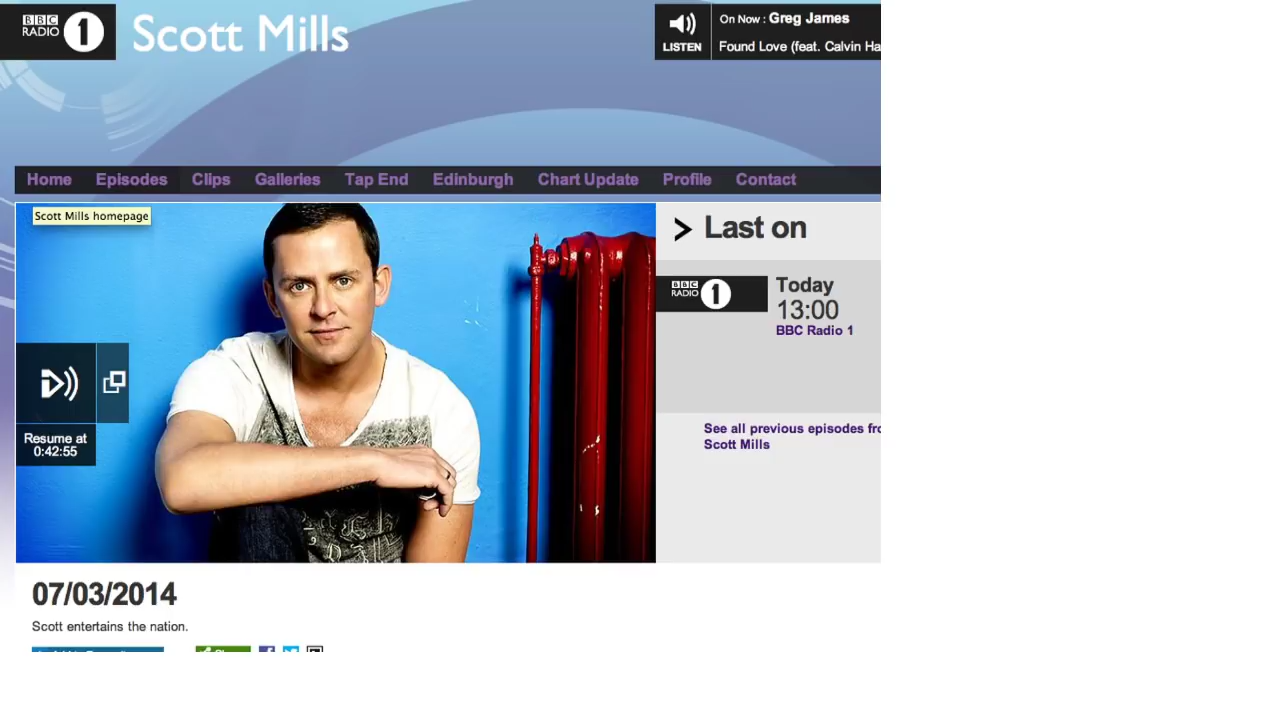 BBC
RADIO 1
Scott Mills
LISTEN
On Now : Greg James
Found Love (feat. Calvin Ha
Home Episodes Clips Galleries Tap End Edinburgh Chart Update Profile Contact
Scott Mills homepage
Resume at
0:42:55
Last on
BBC
RADIO 1
Today
13:00
BBC Radio 1
See all previous episodes fro
Scott Mills
07/03/2014
Scott entertains the nation.